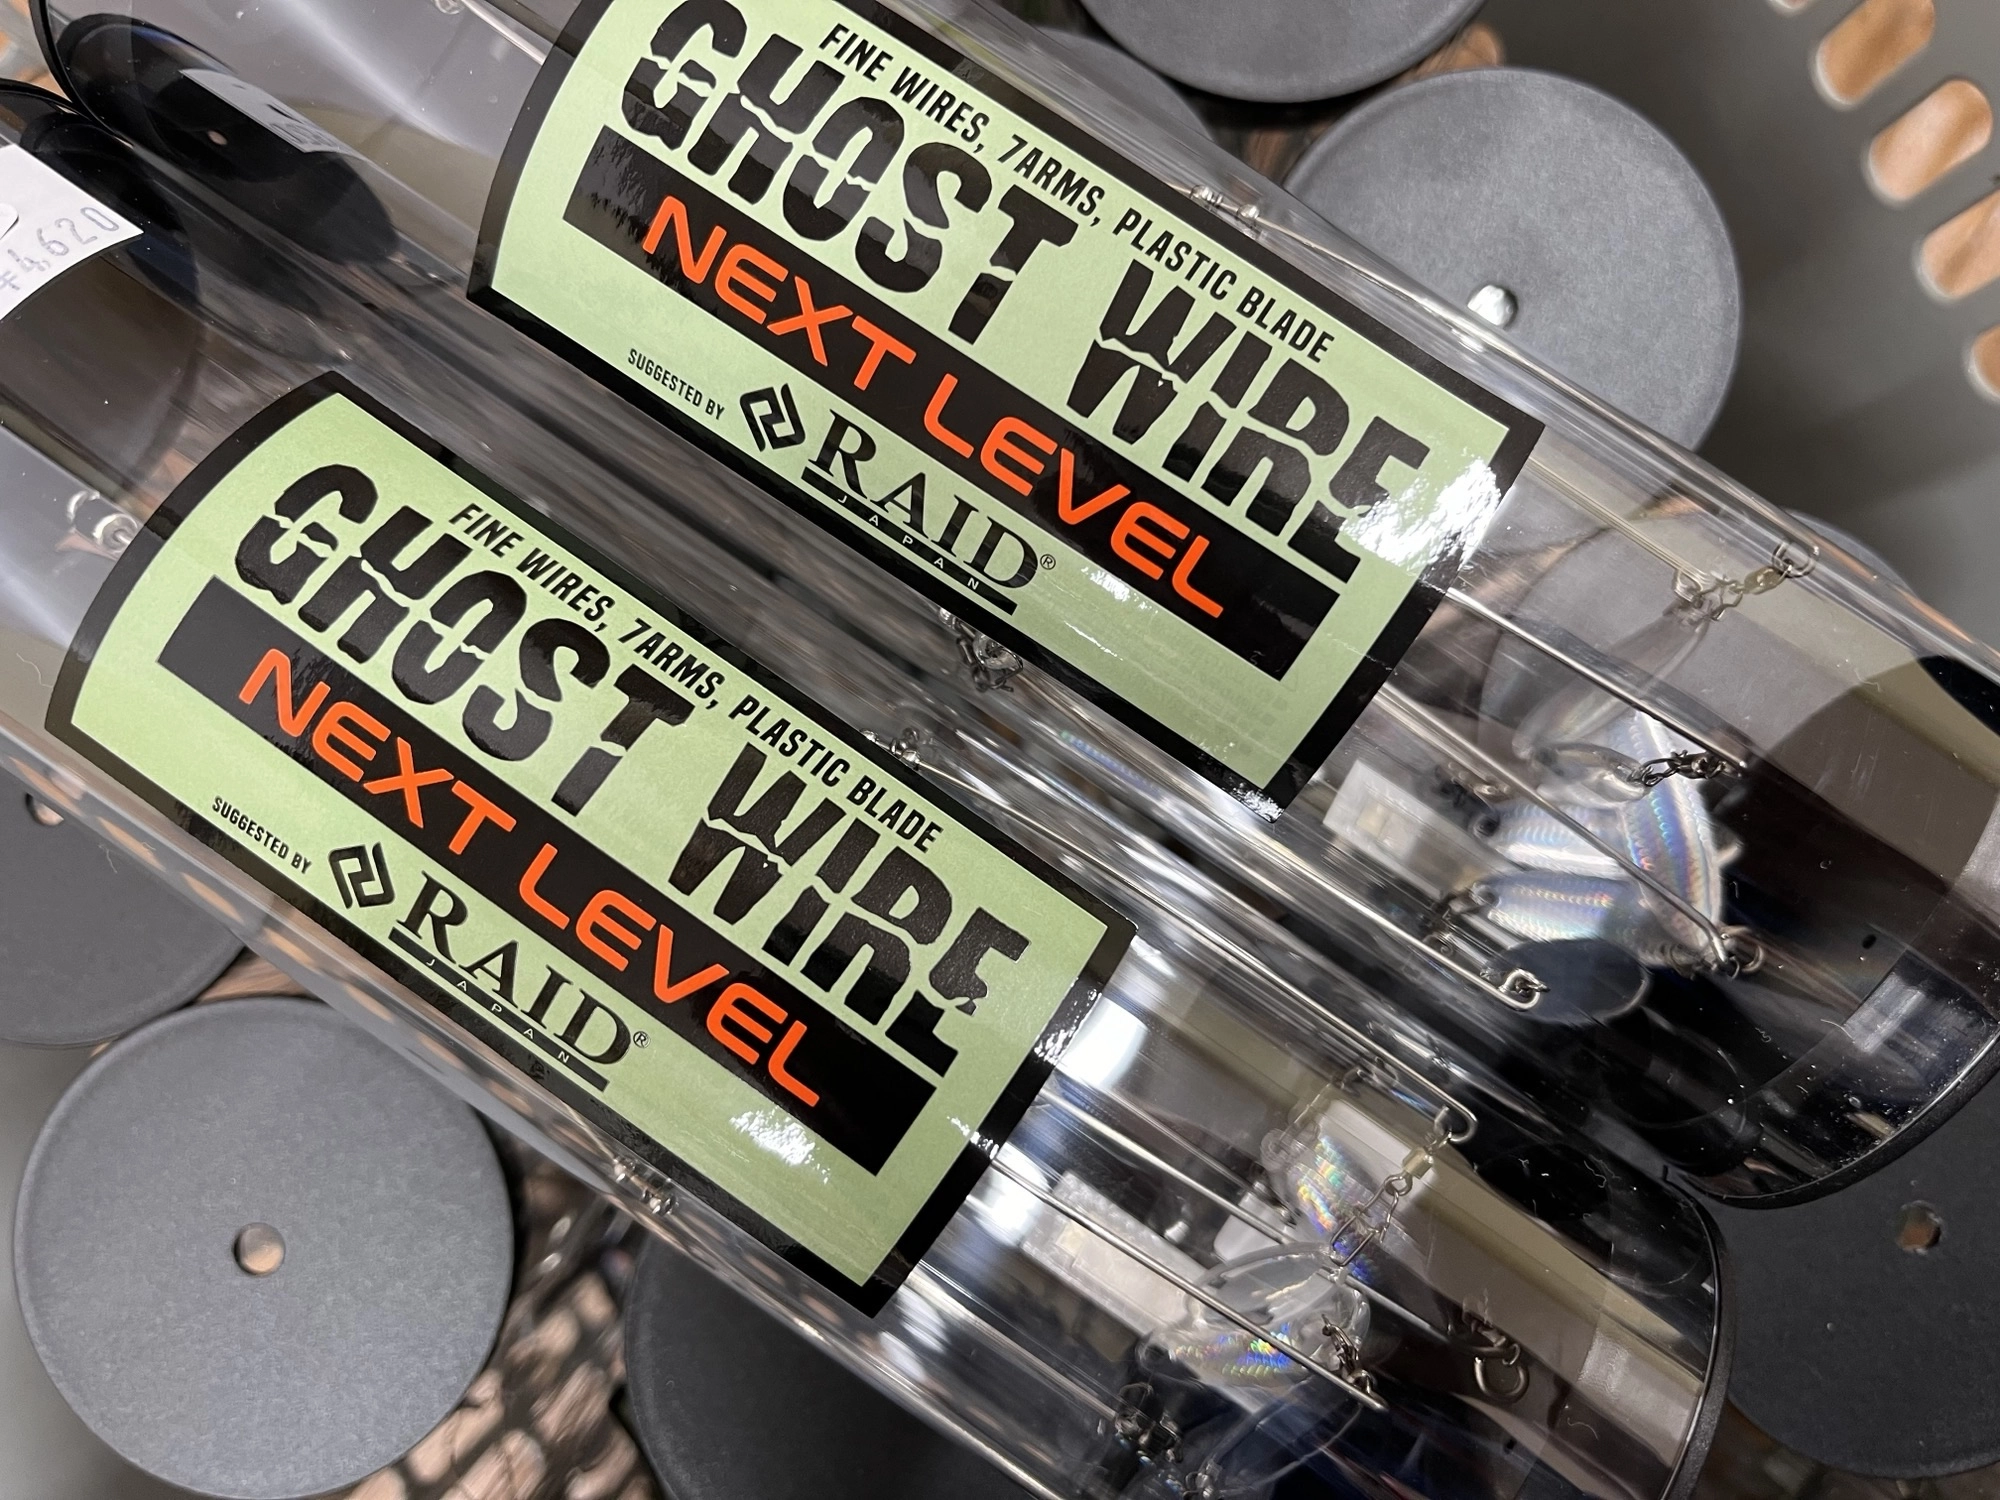 FINE WIRES, 7ARMS, PLASTIC BLADE
GHOST WIRE
NEXT LEVEL
SUGGESTED BY
RAID®
JAPAN
¥4,620
FINE WIRES, 7ARMS, PLASTIC BLADE
GHOST WIRE
NEXT LEVEL
SUGGESTED BY
RAID®
JAPAN